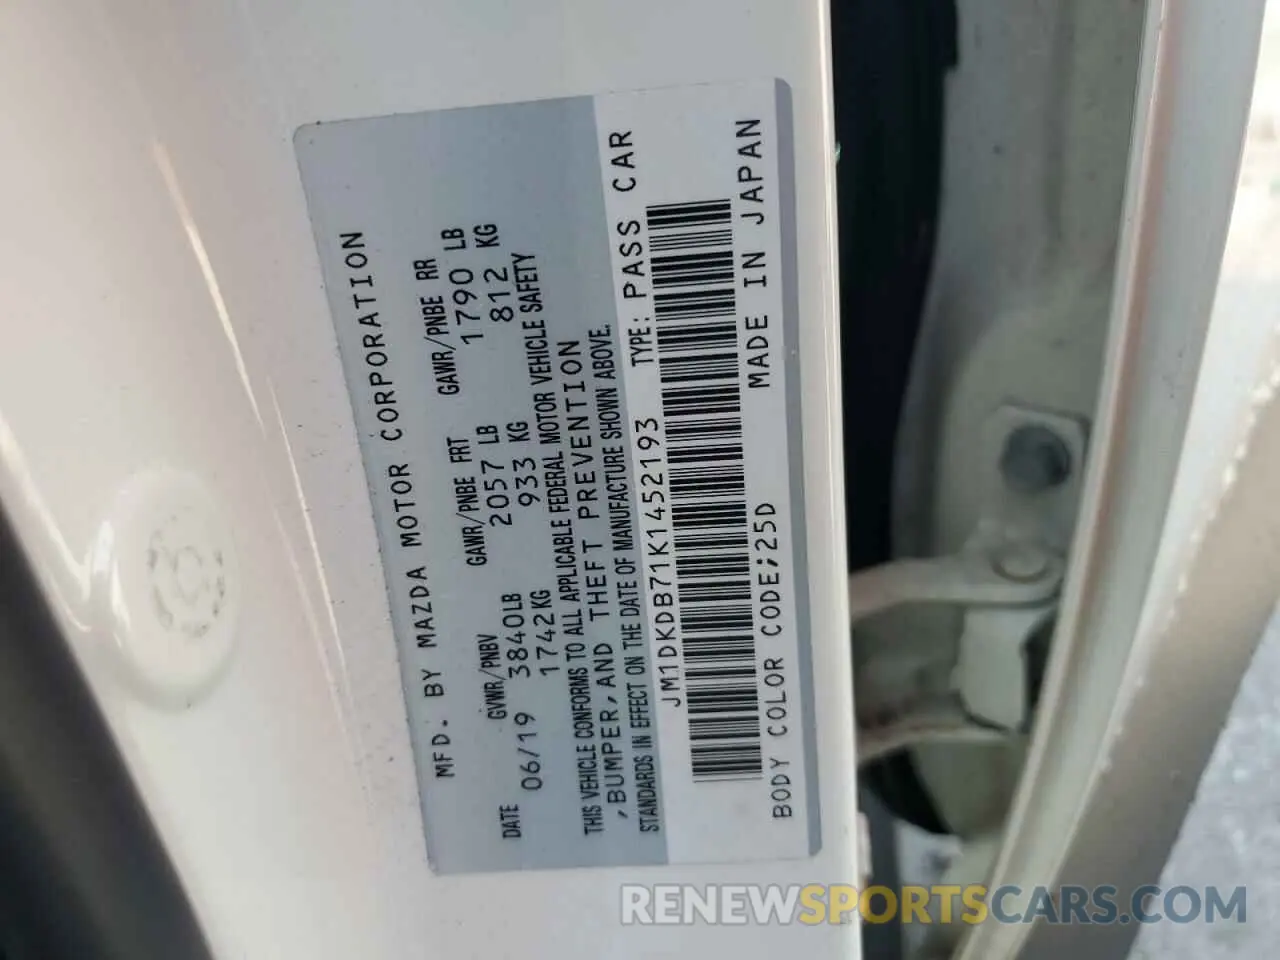 MFD. BY MAZDA MOTOR CORPORATION
DATE GVWR/PNBV GAWR/PNBE FRT GAWR/PNBE RR
06/19 3840LB 2057 LB 1790 LB
1742KG 933 KG 812 KG
THIS VEHICLE CONFORMS TO ALL APPLICABLE FEDERAL MOTOR VEHICLE SAFETY
,BUMPER,AND THEFT PREVENTION
STANDARDS IN EFFECT ON THE DATE OF MANUFACTURE SHOWN ABOVE.
JM1DKDB71K1452193 TYPE: PASS CAR
BODY COLOR CODE;25D MADE IN JAPAN
RENEWSPORTSCARS.COM